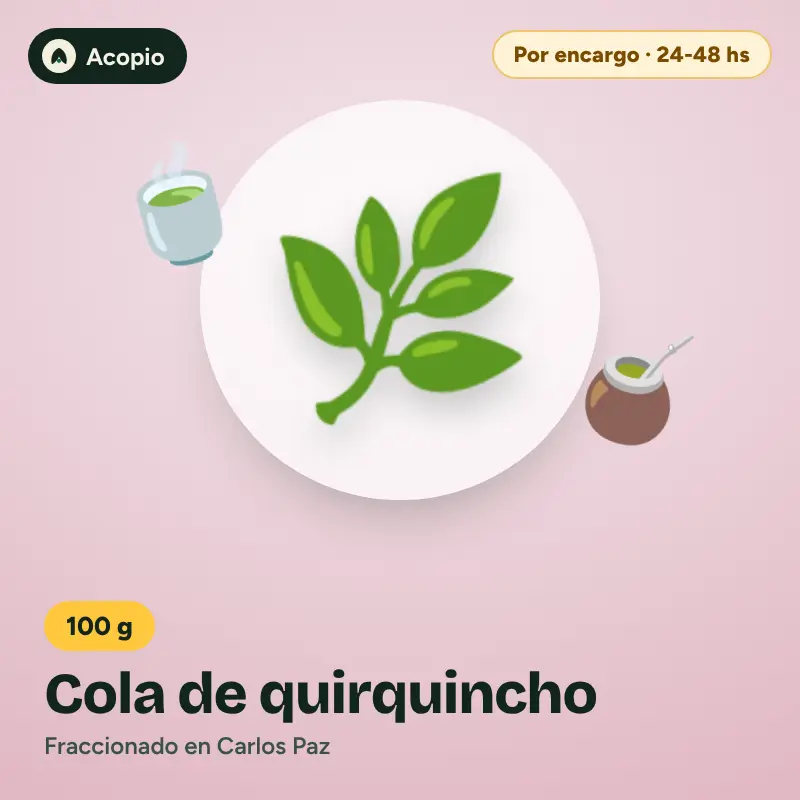 Acopio
Por encargo · 24-48 hs
100 g
Cola de quirquincho
Fraccionado en Carlos Paz